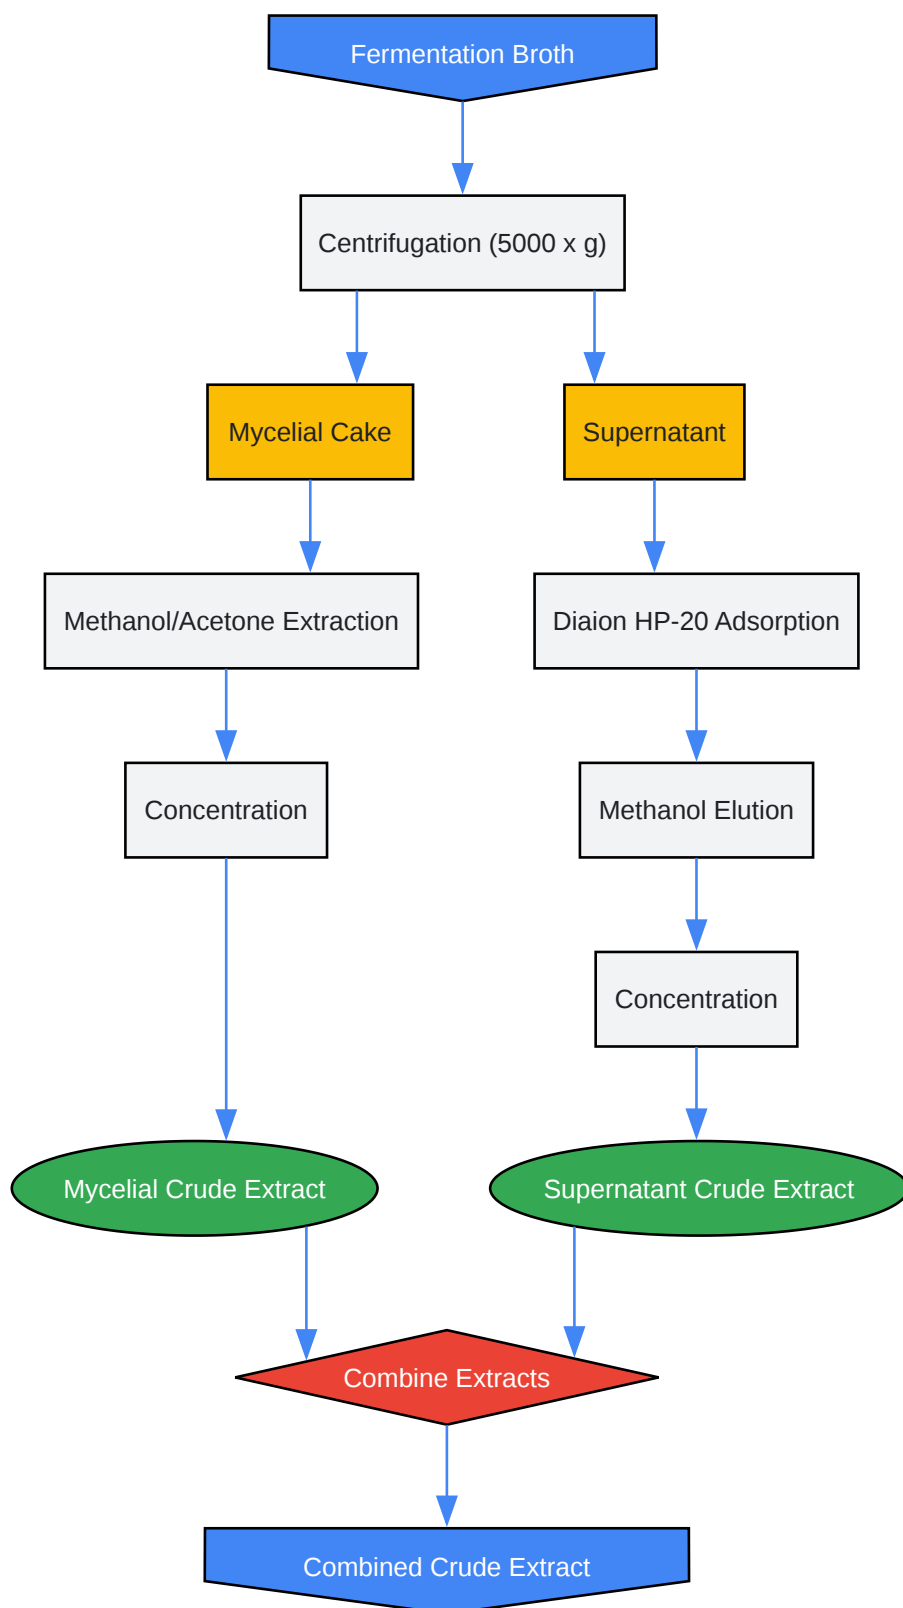 Fermentation Broth
Centrifugation (5000 x g)
Mycelial Cake
Supernatant
Methanol/Acetone Extraction
Diaion HP-20 Adsorption
Concentration
Methanol Elution
Concentration
Mycelial Crude Extract
Supernatant Crude Extract
Combine Extracts
Combined Crude Extract